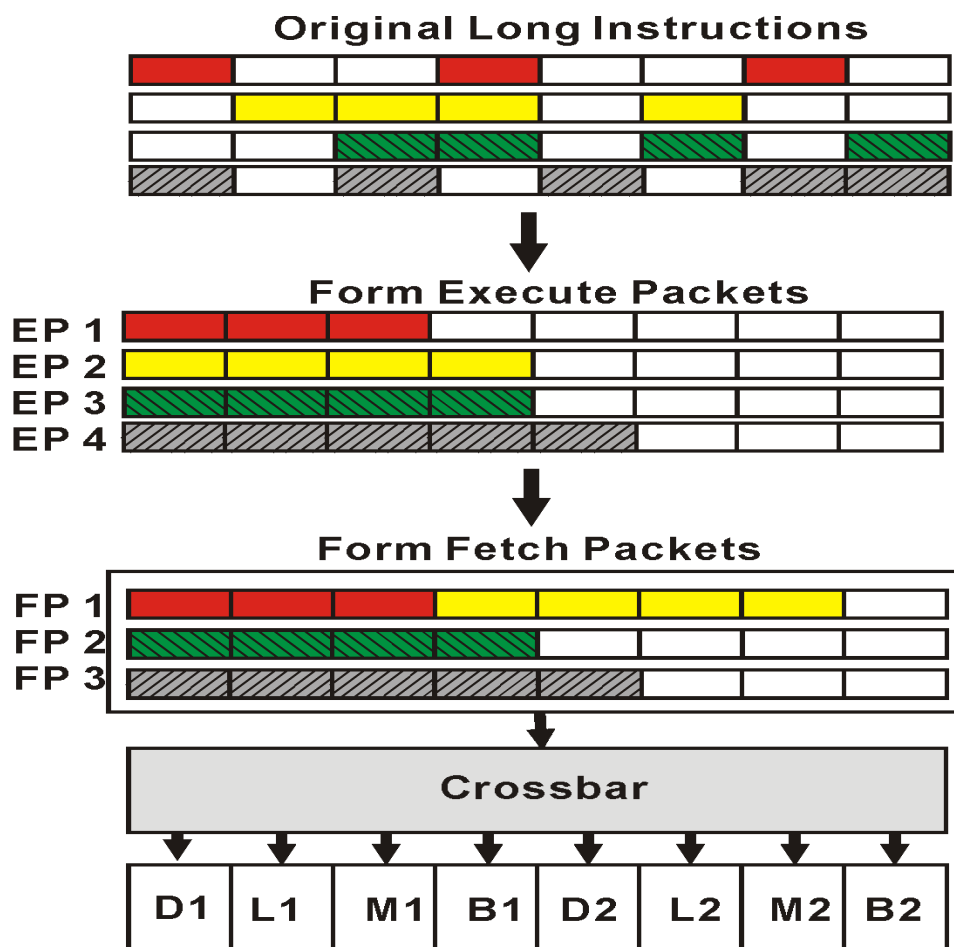 Original Long Instructions
Form Execute Packets
EP 1
EP 2
EP 3
EP 4
Form Fetch Packets
FP 1
FP 2
FP 3
Crossbar
D1 L1 M1 B1 D2 L2 M2 B2